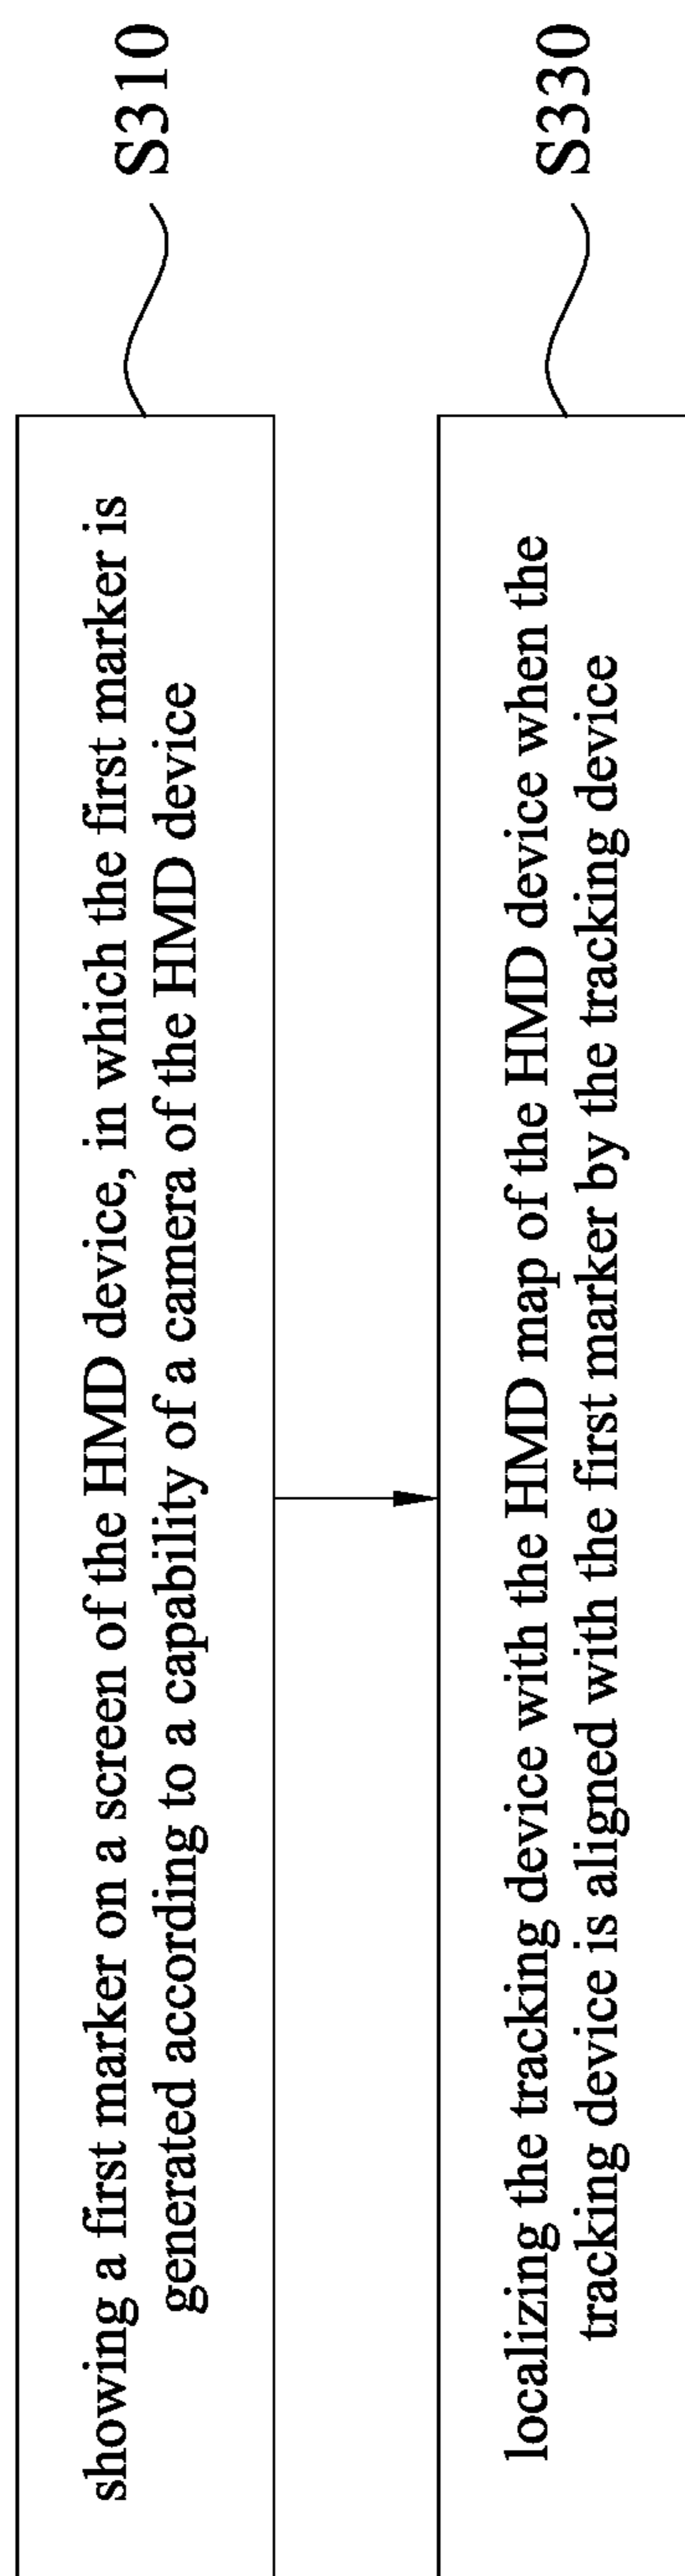 showing a first marker on a screen of the HMD device, in which the first marker is
generated according to a capability of a camera of the HMD device
S310
localizing the tracking device with the HMD map of the HMD device when the
tracking device is aligned with the first marker by the tracking device
S330